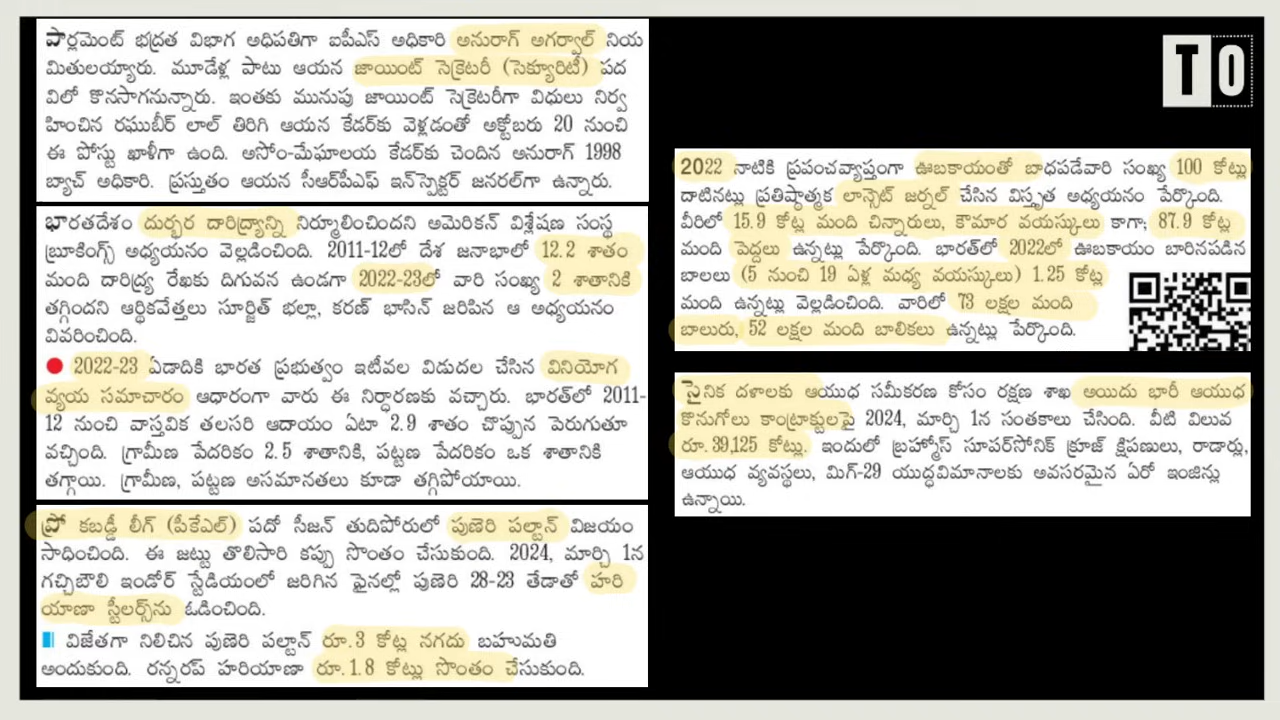 పార్లమెంట్ భద్రత విభాగ అధిపతిగా ఐపీఎస్ అధికారి అనురాగ్ అగర్వాల్ నియ
మితులయ్యారు. మూడేళ్ల పాటు ఆయన జాయింట్ సెక్రెటరీ (సెక్యూరిటీ) పద
విలో కొనసాగనున్నారు. ఇంతకు మునుపు జాయింట్ సెక్రెటరీగా విధులు నిర్వ
హించిన రఘుబీర్ లాల్ తిరిగి ఆయన కేడర్‌కు వెళ్లడంతో అక్టోబరు 20 నుంచి
ఈ పోస్టు ఖాళీగా ఉంది. అసోం-మేఘాలయ కేడర్‌కు చెందిన అనురాగ్ 1998
బ్యాచ్ అధికారి. ప్రస్తుతం ఆయన సీఆర్‌పీఎఫ్ ఇన్‌స్పెక్టర్ జనరల్‌గా ఉన్నారు.
భారతదేశం దుర్భర దారిద్ర్యాన్ని నిర్మూలించిందని అమెరికన్ విశ్లేషణ సంస్థ
బ్రూకింగ్స్ అధ్యయనం వెల్లడించింది. 2011-12లో దేశ జనాభాలో 12.2 శాతం
మంది దారిద్ర్య రేఖకు దిగువన ఉండగా 2022-23లో వారి సంఖ్య 2 శాతానికి
తగ్గిందని ఆర్థికవేత్తలు సూర్జిత్ భల్లా, కరణ్ భాసిన్ జరిపిన ఆ అధ్యయనం
వివరించింది.
2022-23 ఏడాదికి భారత ప్రభుత్వం ఇటీవల విడుదల చేసిన వినియోగ
వ్యయ సమాచారం ఆధారంగా వారు ఈ నిర్ధారణకు వచ్చారు. భారత్‌లో 2011-
12 నుంచి వాస్తవిక తలసరి ఆదాయం ఏటా 2.9 శాతం చొప్పున పెరుగుతూ
వచ్చింది. గ్రామీణ పేదరికం 2.5 శాతానికి, పట్టణ పేదరికం ఒక శాతానికి
తగ్గాయి. గ్రామీణ, పట్టణ అసమానతలు కూడా తగ్గిపోయాయి.
ప్రో కబడ్డీ లీగ్ (పీకేఎల్) పదో సీజన్ తుదిపోరులో పుణెరి పల్టాన్ విజయం
సాధించింది. ఈ జట్టు తొలిసారి కప్పు సొంతం చేసుకుంది. 2024, మార్చి 1న
గచ్చిబౌలి ఇండోర్ స్టేడియంలో జరిగిన ఫైనల్లో పుణెరి 28-23 తేడాతో హరి
యాణా స్టీలర్స్‌ను ఓడించింది.
విజేతగా నిలిచిన పుణెరి పల్టాన్ రూ.3 కోట్ల నగదు బహుమతి
అందుకుంది. రన్నరప్ హరియాణా రూ.1.8 కోట్లు సొంతం చేసుకుంది.
TO
2022 నాటికి ప్రపంచవ్యాప్తంగా ఊబకాయంతో బాధపడేవారి సంఖ్య 100 కోట్లు
దాటినట్లు ప్రతిష్ఠాత్మక లాన్సెట్ జర్నల్ చేసిన విస్తృత అధ్యయనం పేర్కొంది.
వీరిలో 15.9 కోట్ల మంది చిన్నారులు, కౌమార వయస్కులు కాగా; 87.9 కోట్ల
మంది పెద్దలు ఉన్నట్లు పేర్కొంది. భారత్‌లో 2022లో ఊబకాయం బారినపడిన
బాలలు (5 నుంచి 19 ఏళ్ల మధ్య వయస్కులు) 1.25 కోట్ల
మంది ఉన్నట్లు వెల్లడించింది. వారిలో 73 లక్షల మంది
బాలురు, 52 లక్షల మంది బాలికలు ఉన్నట్లు పేర్కొంది.
సైనిక దళాలకు ఆయుధ సమీకరణ కోసం రక్షణ శాఖ అయిదు భారీ ఆయుధ
కొనుగోలు కాంట్రాక్టులపై 2024, మార్చి 1న సంతకాలు చేసింది. వీటి విలువ
రూ.39,125 కోట్లు. ఇందులో బ్రహ్మోస్ సూపర్‌సోనిక్ క్రూజ్ క్షిపణులు, రాడార్లు,
ఆయుధ వ్యవస్థలు, మిగ్-29 యుద్ధవిమానాలకు అవసరమైన ఏరో ఇంజిన్లు
ఉన్నాయి.